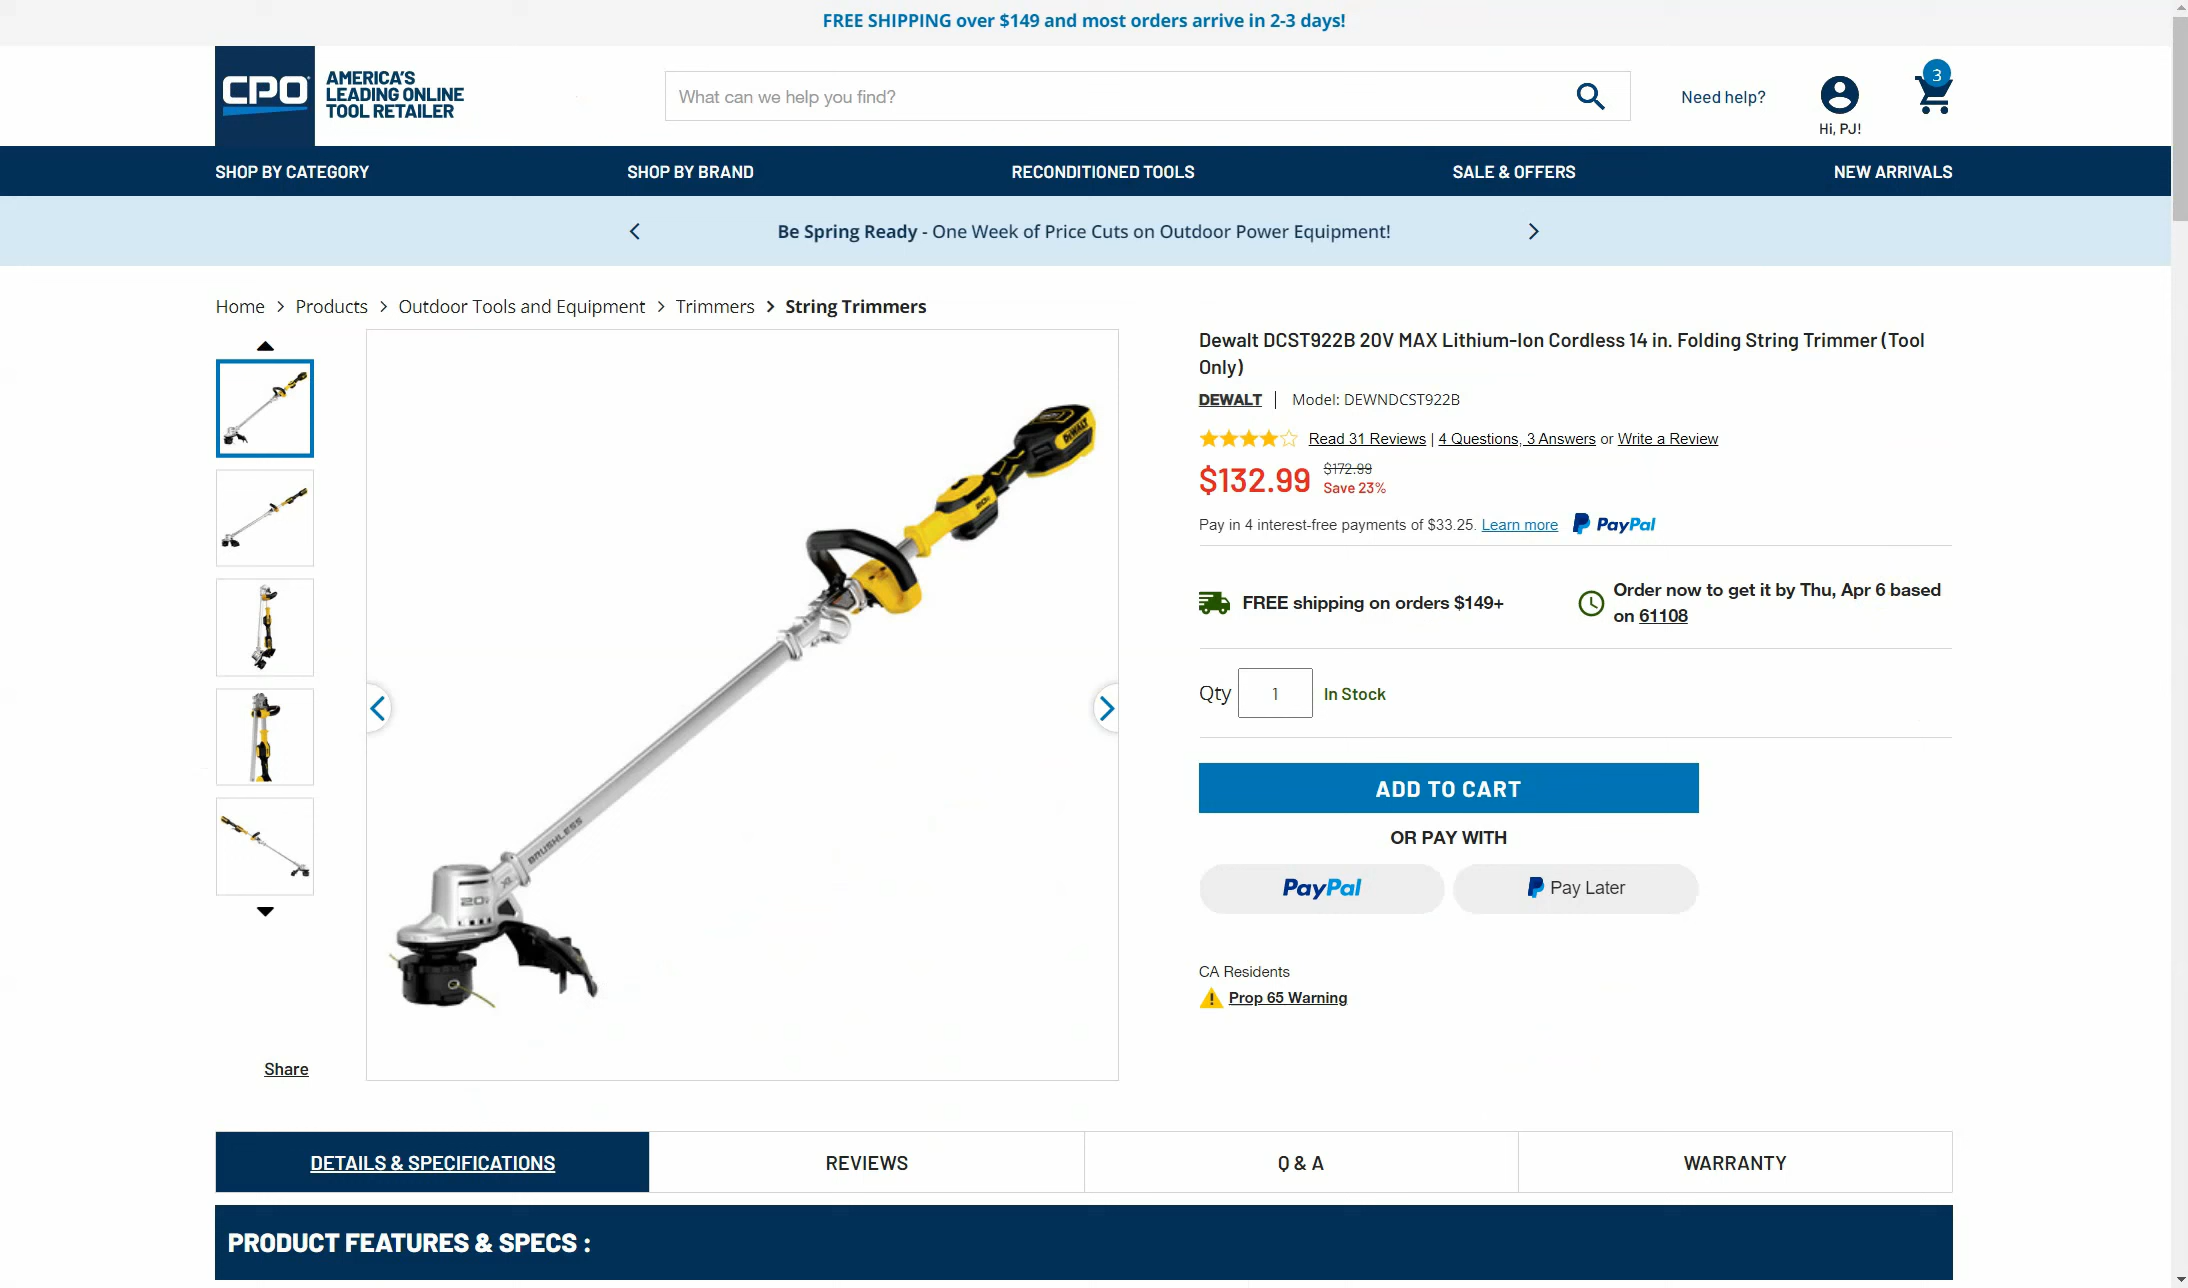 FREE SHIPPING over $149 and most orders arrive in 2-3 days!
CPO
AMERICA'S
LEADING ONLINE
TOOL RETAILER
What can we help you find?
Need help?
Hi, PJ!
3
SHOP BY CATEGORY
SHOP BY BRAND
RECONDITIONED TOOLS
SALE & OFFERS
NEW ARRIVALS
Be Spring Ready - One Week of Price Cuts on Outdoor Power Equipment!
Home > Products > Outdoor Tools and Equipment > Trimmers > String Trimmers
DEWALT
20V
BRUSHLESS
XR
20V
Share
Dewalt DCST922B 20V MAX Lithium-Ion Cordless 14 in. Folding String Trimmer (Tool
Only)
DEWALT | Model: DEWNDCST922B
Read 31 Reviews | 4 Questions, 3 Answers or Write a Review
$132.99 $172.99
Save 23%
Pay in 4 interest-free payments of $33.25. Learn more PayPal
FREE shipping on orders $149+
Order now to get it by Thu, Apr 6 based
on 61108
Qty 1 In Stock
ADD TO CART
OR PAY WITH
PayPal
Pay Later
CA Residents
Prop 65 Warning
DETAILS & SPECIFICATIONS
REVIEWS
Q & A
WARRANTY
PRODUCT FEATURES & SPECS :